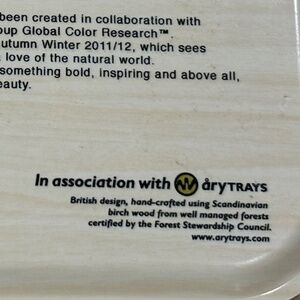 been created in collaboration with
oup Global Color Research™.
utumn Winter 2011/12, which sees
love of the natural world.
something bold, inspiring and above all,
eauty.
In association with årYTRAYS
British design, hand-crafted using Scandinavian
birch wood from well managed forests
certified by the Forest Stewardship Council.
www.arytrays.com